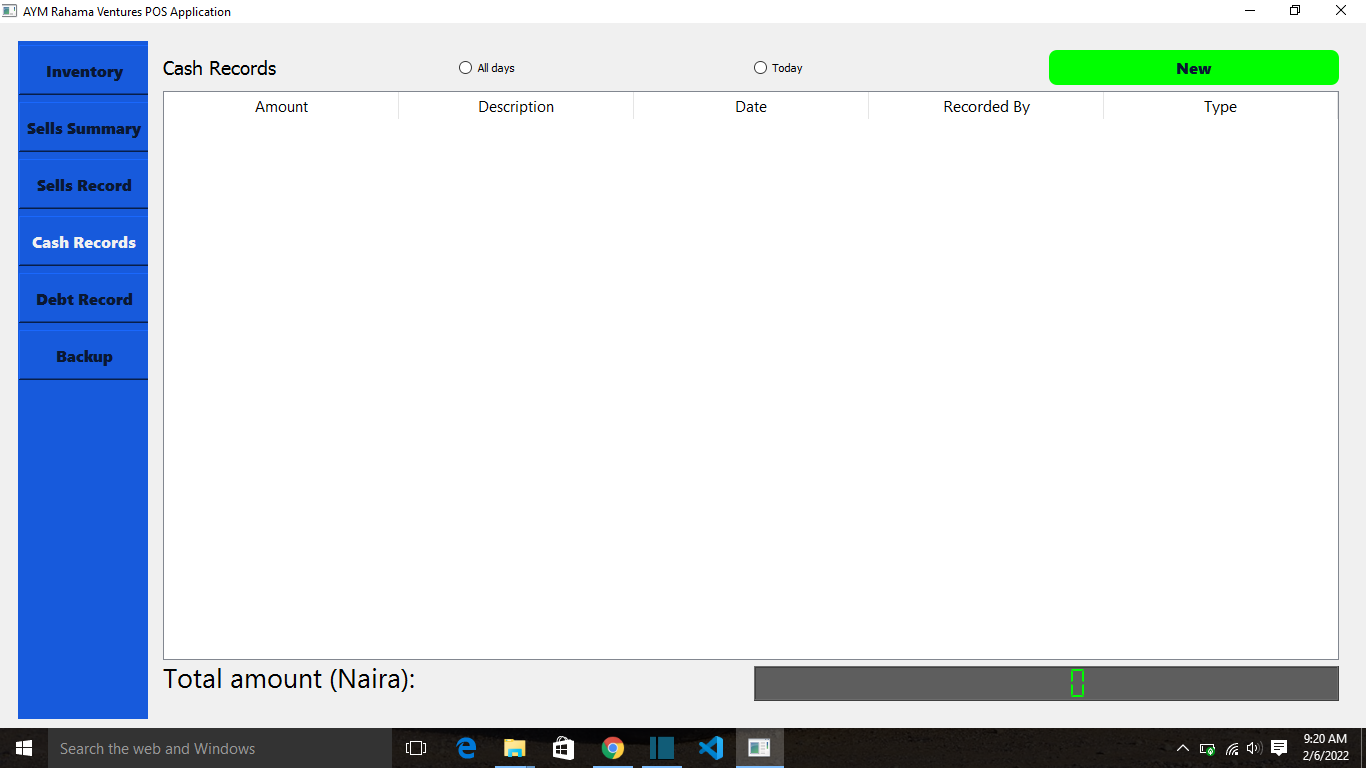 AYM Rahama Ventures POS Application
Inventory
Sells Summary
Sells Record
Cash Records
Debt Record
Backup
Cash Records
All days
Today
New
Amount Description Date Recorded By Type
Total amount (Naira):
0
Search the web and Windows
9:20 AM
2/6/2022